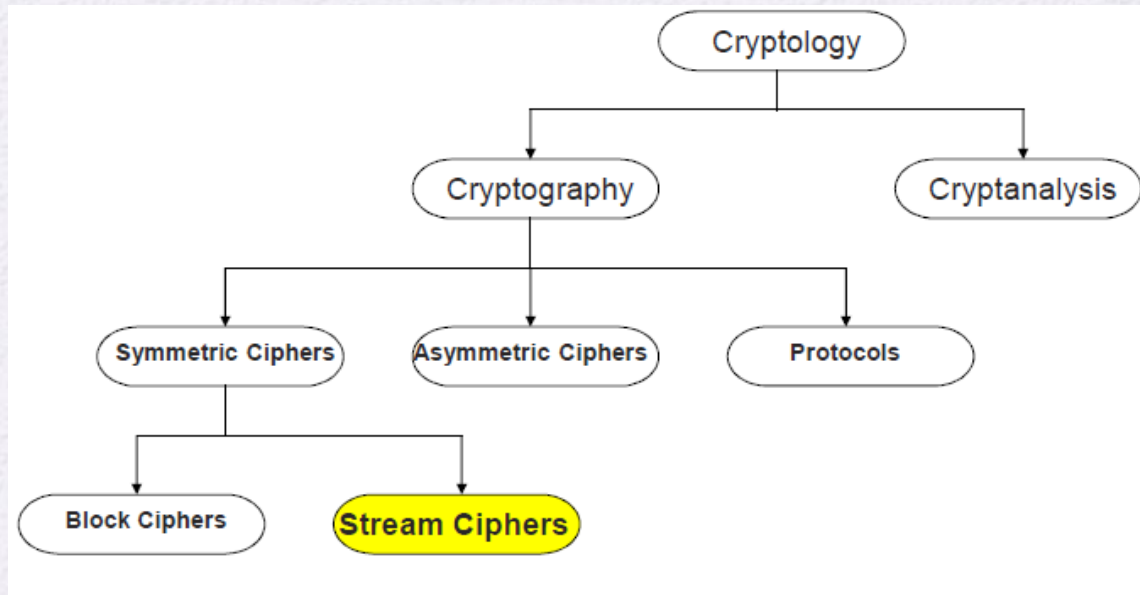 Cryptology
Cryptography
Cryptanalysis
Symmetric Ciphers
Asymmetric Ciphers
Protocols
Block Ciphers
Stream Ciphers